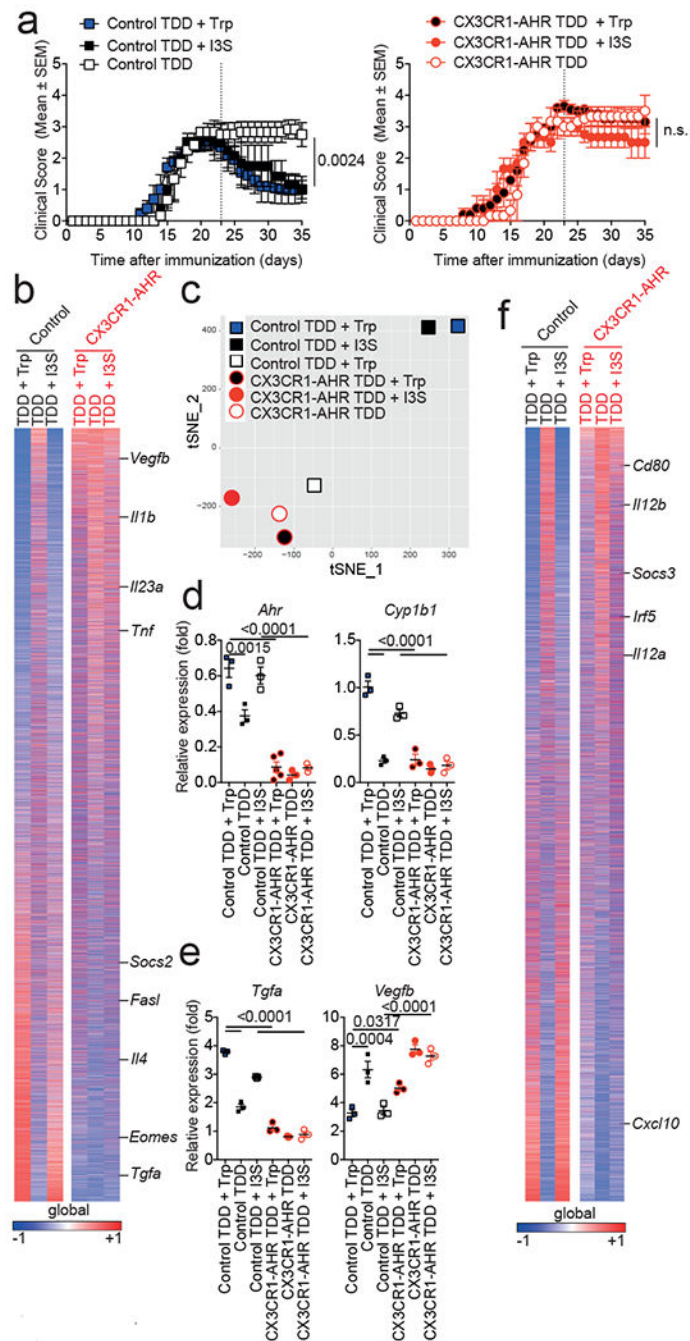 a
Control TDD + Trp
Control TDD + I3S
Control TDD
CX3CR1-AHR TDD + Trp
CX3CR1-AHR TDD + I3S
CX3CR1-AHR TDD
Clinical Score (Mean ± SEM)
5
4
3
2
1
0
0.0024
0 5 10 15 20 25 30 35
Time after immunization (days)
Clinical Score (Mean ± SEM)
5
4
3
2
1
0
n.s.
0 5 10 15 20 25 30 35
Time after immunization (days)
b
Control
CX3CR1-AHR
TDD + Trp
TDD
TDD + I3S
TDD + Trp
TDD
TDD + I3S
Vegfb
Il1b
Il23a
Tnf
Socs2
Fasl
Il4
Eomes
Tgfa
global
-1 +1
c
Control TDD + Trp
Control TDD + I3S
Control TDD + Trp
CX3CR1-AHR TDD + Trp
CX3CR1-AHR TDD + I3S
CX3CR1-AHR TDD
tSNE_2
400
200
0
-200
-200 -100 0 100 200 300
tSNE_1
d
Ahr
Relative expression (fold)
0.8
0.6
0.4
0.2
0.0
<0.0001
0.0015
Control TDD + Trp
Control TDD
Control TDD + I3S
CX3CR1-AHR TDD + Trp
CX3CR1-AHR TDD
CX3CR1-AHR TDD + I3S
Cyp1b1
1.5
1.0
0.5
0.0
<0.0001
Control TDD + Trp
Control TDD
Control TDD + I3S
CX3CR1-AHR TDD + Trp
CX3CR1-AHR TDD
CX3CR1-AHR TDD + I3S
e
Tgfa
Relative expression (fold)
5
4
3
2
1
0
<0.0001
Control TDD + Trp
Control TDD
Control TDD + I3S
CX3CR1-AHR TDD + Trp
CX3CR1-AHR TDD
CX3CR1-AHR TDD + I3S
Vegfb
10
8
6
4
2
0
<0.0001
0.0317
0.0004
Control TDD + Trp
Control TDD
Control TDD + I3S
CX3CR1-AHR TDD + Trp
CX3CR1-AHR TDD
CX3CR1-AHR TDD + I3S
f
Control
CX3CR1-AHR
TDD + Trp
TDD
TDD + I3S
TDD + Trp
TDD
TDD + I3S
Cd80
Il12b
Socs3
Irf5
Il12a
Cxcl10
global
-1 +1